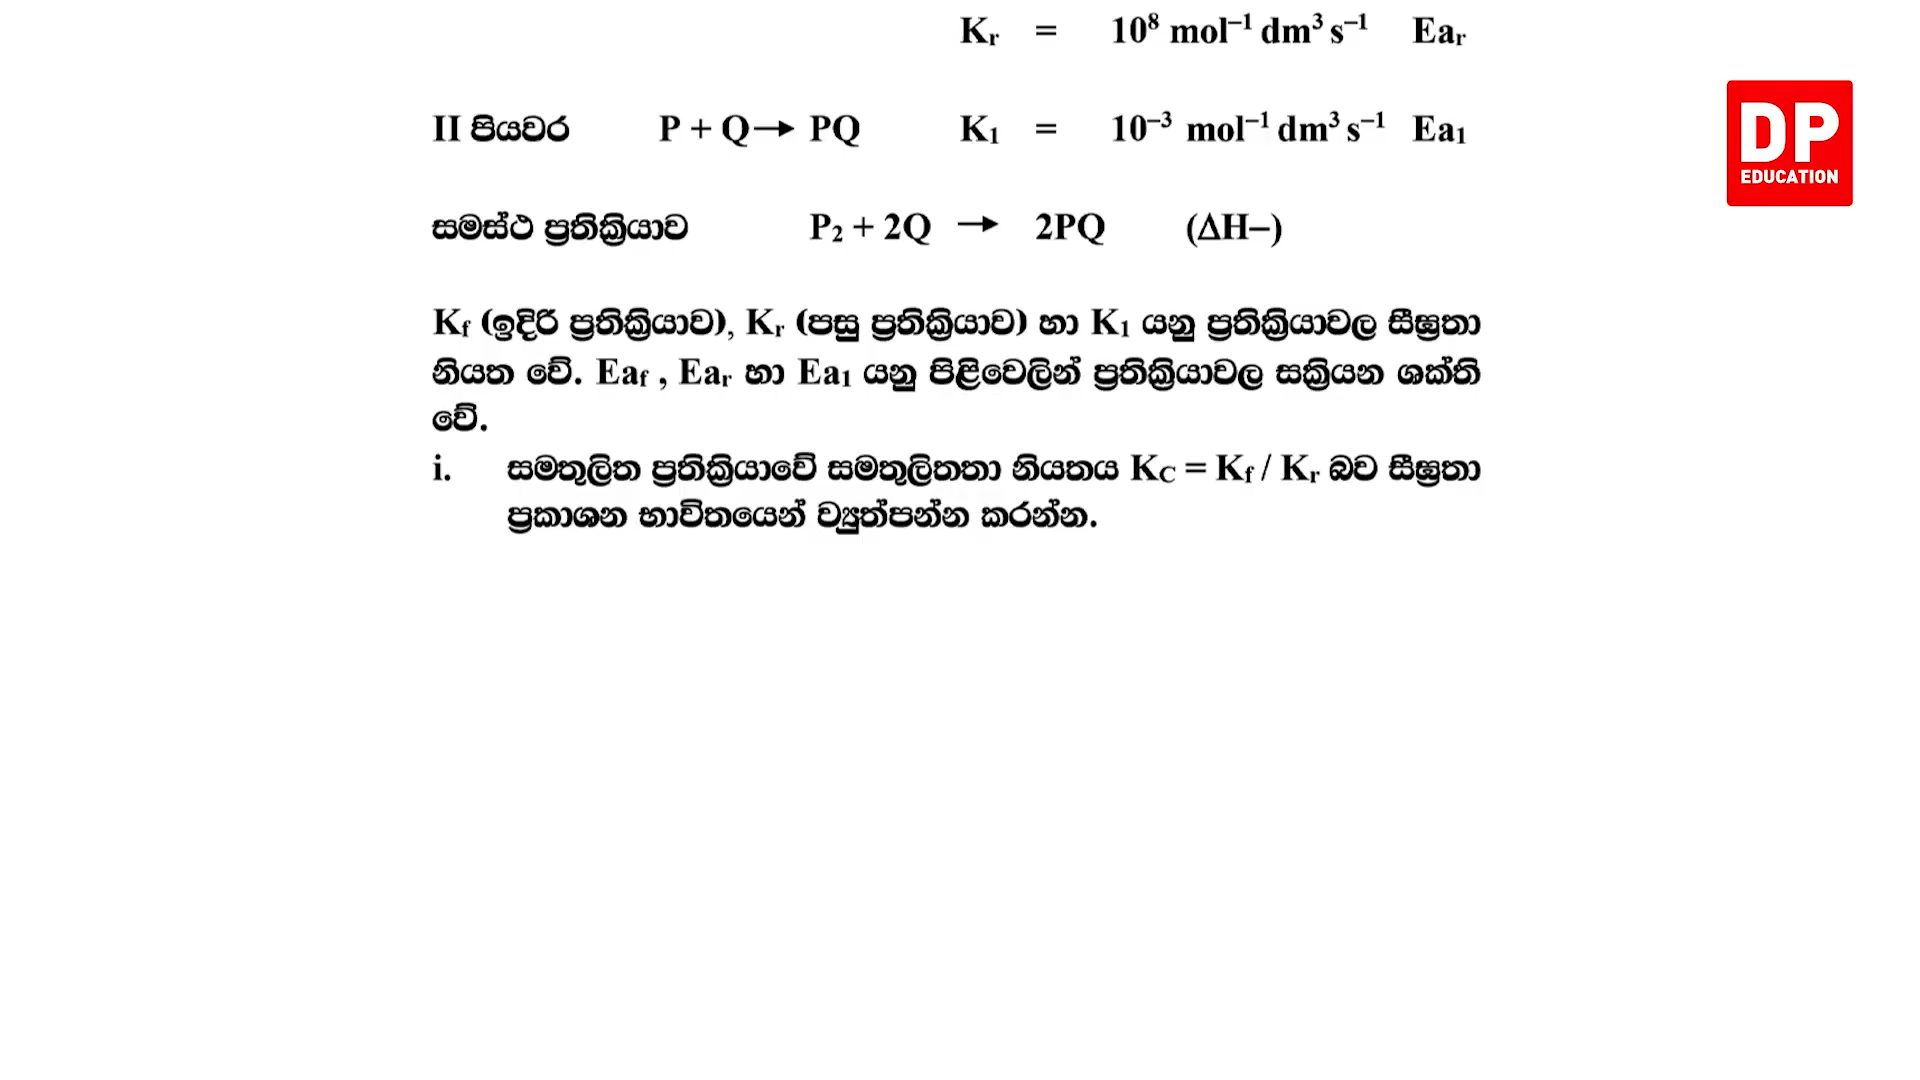 Kr = 10⁸ mol⁻¹ dm³ s⁻¹ Eaᵣ
II පියවර P + Q → PQ K₁ = 10⁻³ mol⁻¹ dm³ s⁻¹ Ea₁
DP
EDUCATION
සමස්ථ ප්‍රතික්‍රියාව P₂ + 2Q → 2PQ (ΔH–)
Kf (ඉදිරි ප්‍රතික්‍රියාව), Kr (පසු ප්‍රතික්‍රියාව) හා K₁ යනු ප්‍රතික්‍රියාවල සීඝ්‍රතා
නියත වේ. Eaf , Ear හා Ea₁ යනු පිළිවෙලින් ප්‍රතික්‍රියාවල සක්‍රියන ශක්ති
වේ.
i. සමතුලිත ප්‍රතික්‍රියාවේ සමතුලිතතා නියතය KC = Kf / Kr බව සීඝ්‍රතා
ප්‍රකාශන භාවිතයෙන් ව්‍යුත්පන්න කරන්න.